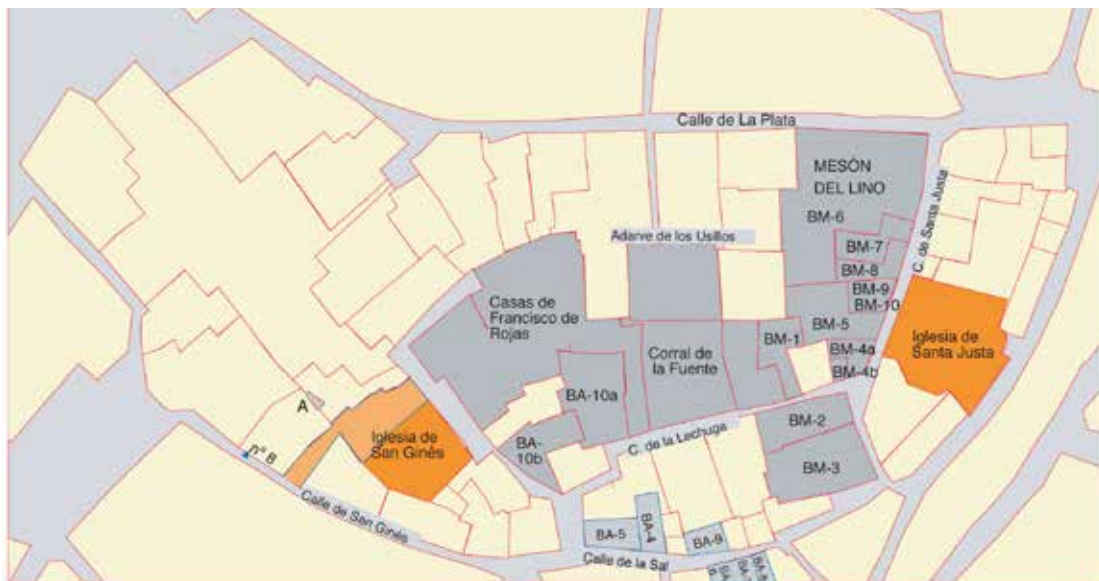 Calle de La Plata
MESÓN
DEL LINO
C. de Santa Justa
BM-6
Adarve de los Usillos
BM-7
BM-8
BM-9
BM-10
Casas de
Francisco de
Rojas
BM-5
BM-1
Iglesia de
Santa Justa
Corral de
la Fuente
BM-4a
BM-4b
BA-10a
A
BM-2
Iglesia de
San Ginés
C. de la Lechuga
BA-
10b
nº 8
BM-3
Calle de San Ginés
BA-5
BA-4
BA-9
Calle de la Sal